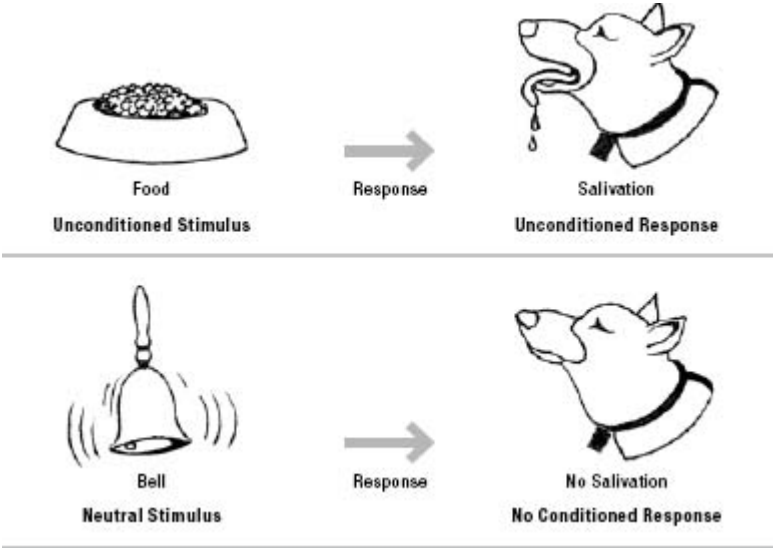 Food
Response
Salivation
Unconditioned Stimulus
Unconditioned Response
Bell
Response
No Salivation
Neutral Stimulus
No Conditioned Response